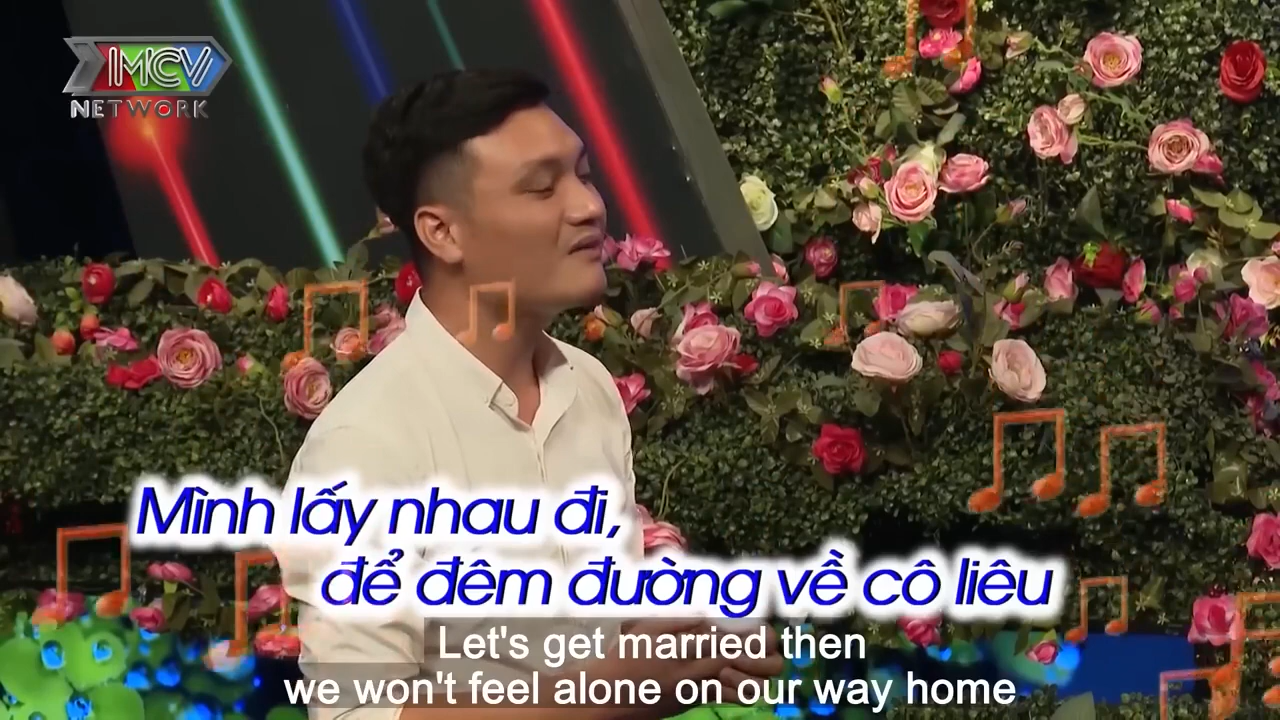 MCV
NETWORK
Mình lấy nhau đi,
để đêm đường về cô liêu
Let's get married then
we won't feel alone on our way home